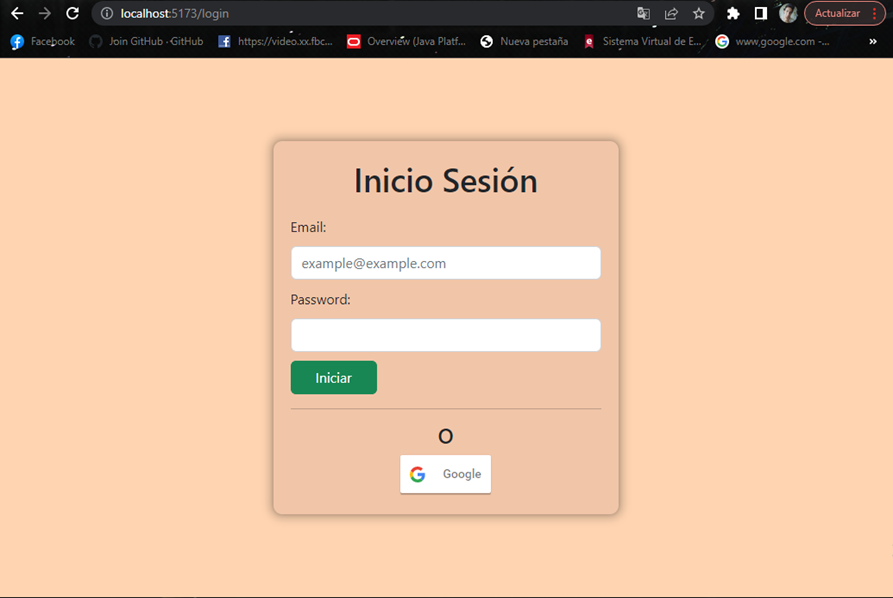 localhost:5173/login
Actualizar
Facebook
Join GitHub · GitHub
https://video.xx.fbc...
Overview (Java Platf...
Nueva pestaña
Sistema Virtual de E...
www.google.com -...
Inicio Sesión
Email:
example@example.com
Password:
Iniciar
O
Google